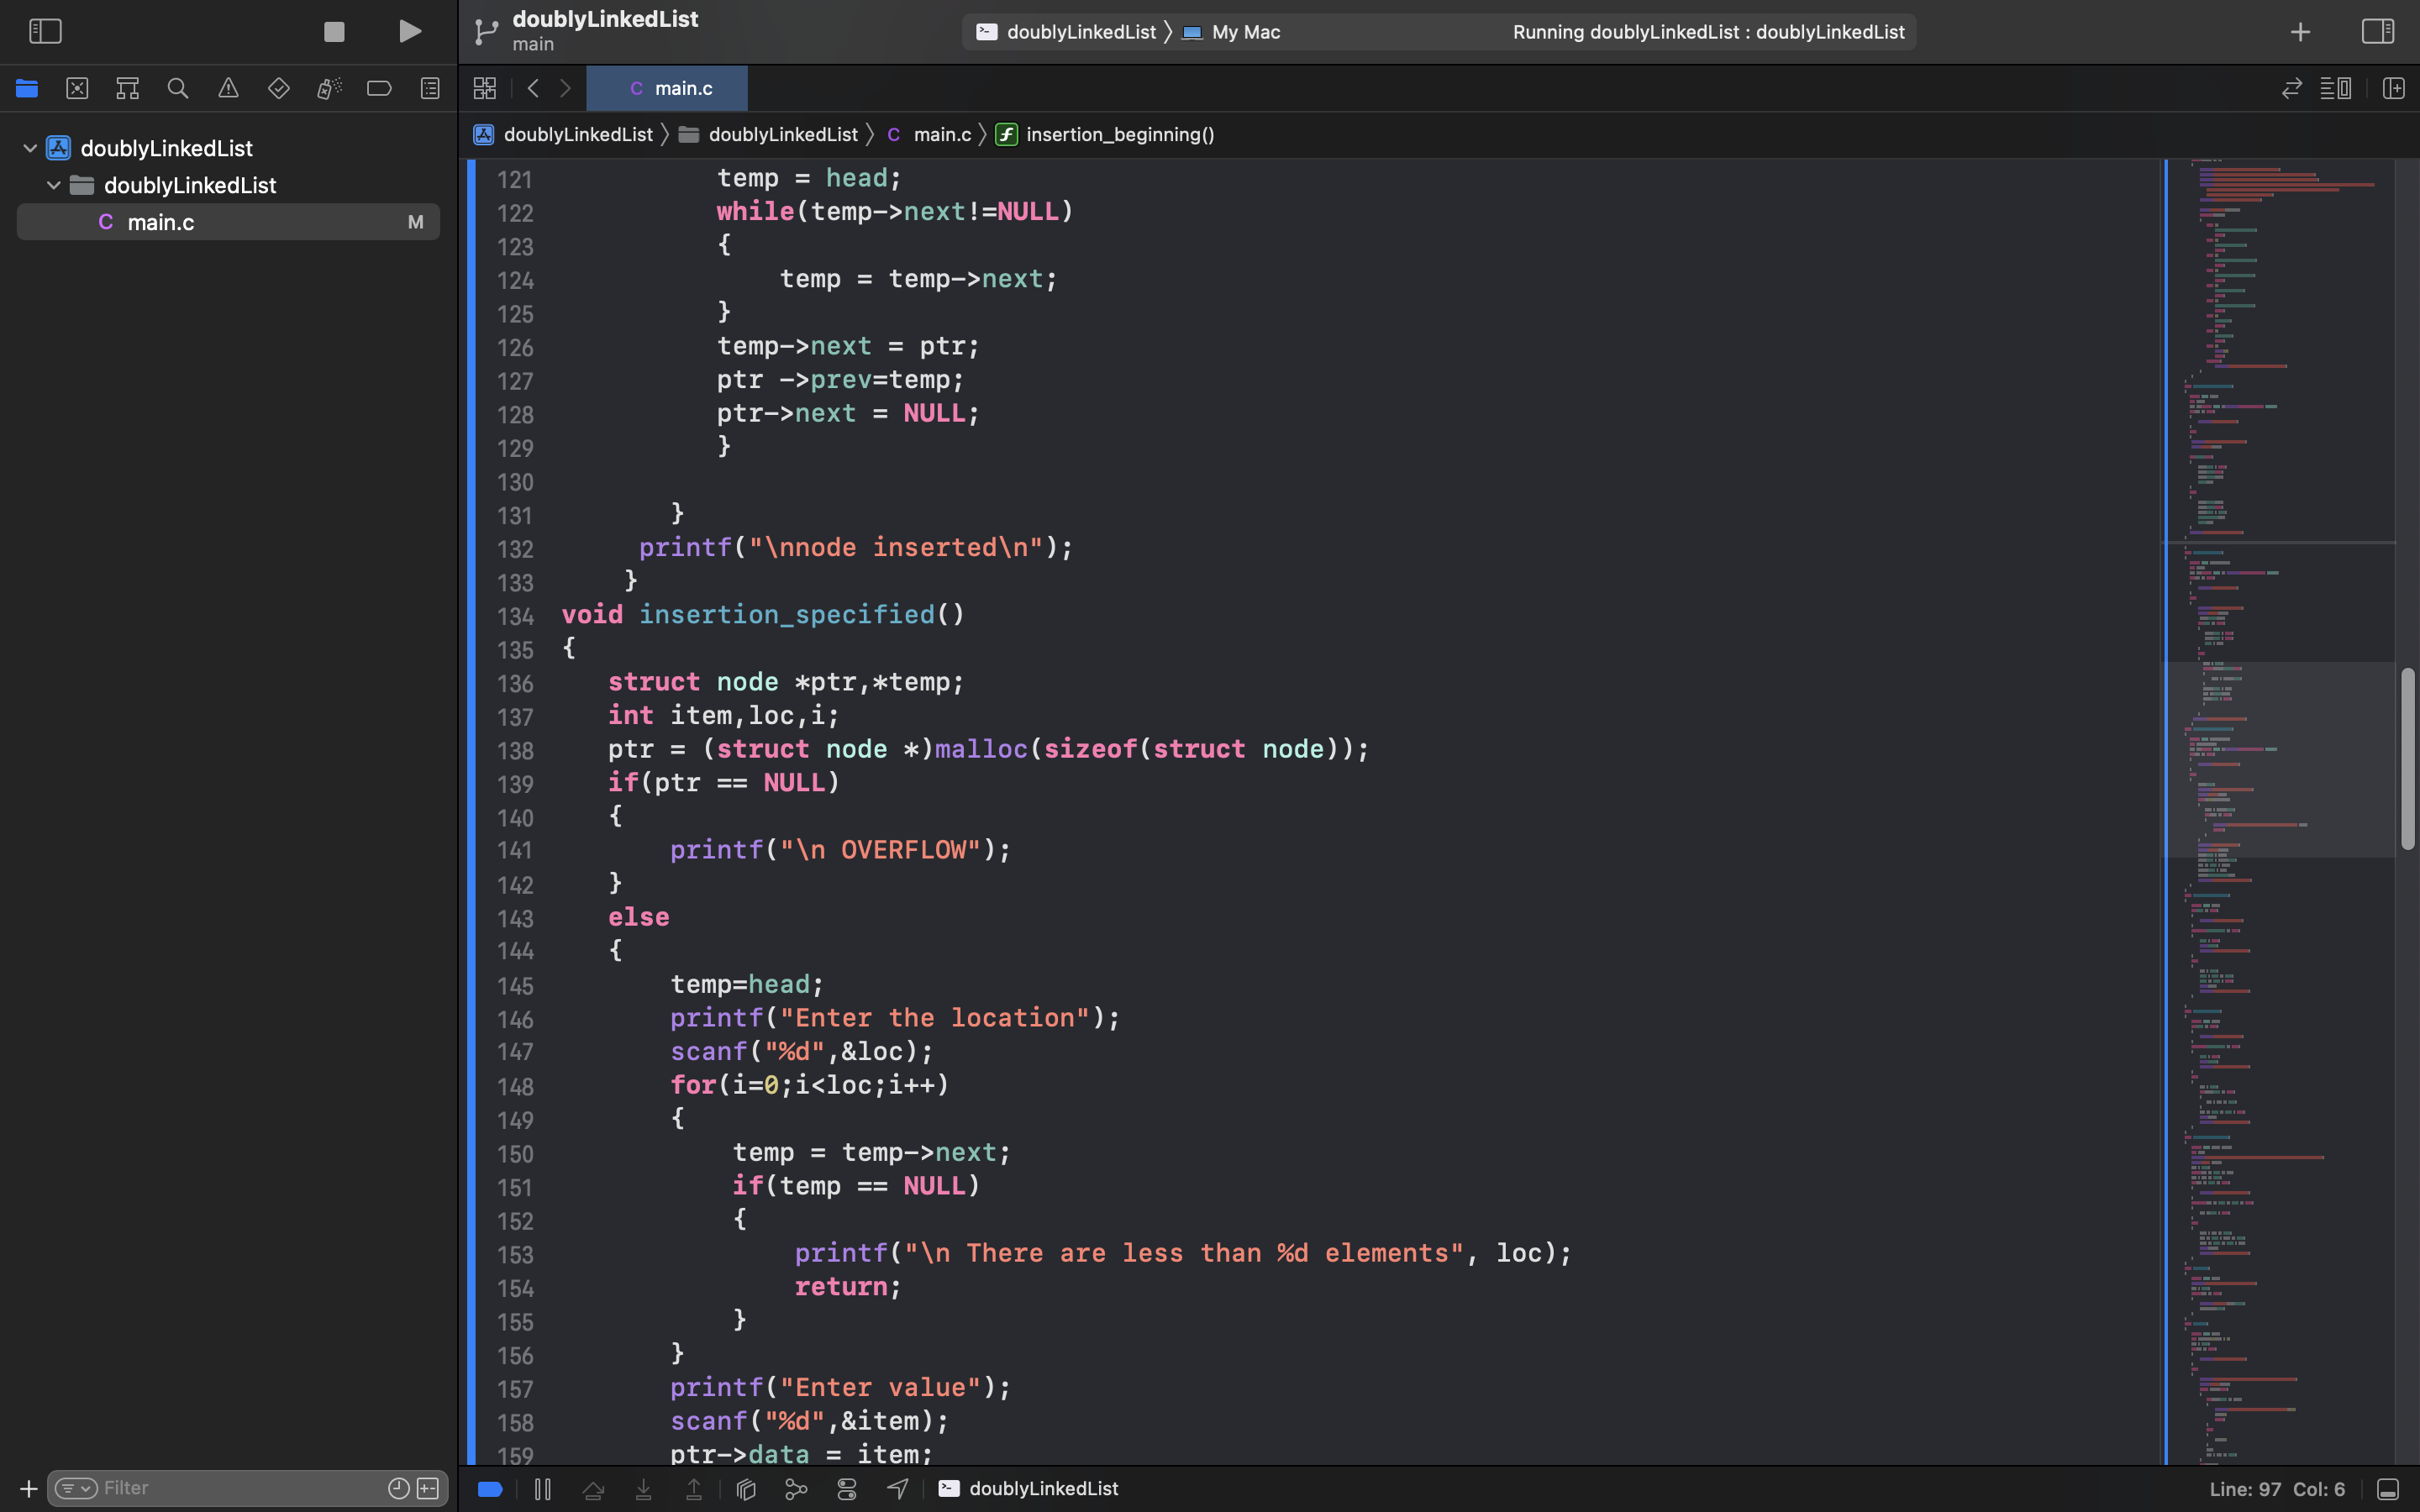 doublyLinkedList
main
doublyLinkedList
My Mac
Running doublyLinkedList : doublyLinkedList
C main.c
doublyLinkedList
doublyLinkedList
C main.c M
doublyLinkedList doublyLinkedList C main.c f insertion_beginning()
121 temp = head;
122 while(temp->next!=NULL)
123 {
124 temp = temp->next;
125 }
126 temp->next = ptr;
127 ptr ->prev=temp;
128 ptr->next = NULL;
129 }
130
131 }
132 printf("\nnode inserted\n");
133 }
134 void insertion_specified()
135 {
136 struct node *ptr,*temp;
137 int item,loc,i;
138 ptr = (struct node *)malloc(sizeof(struct node));
139 if(ptr == NULL)
140 {
141 printf("\n OVERFLOW");
142 }
143 else
144 {
145 temp=head;
146 printf("Enter the location");
147 scanf("%d",&loc);
148 for(i=0;i<loc;i++)
149 {
150 temp = temp->next;
151 if(temp == NULL)
152 {
153 printf("\n There are less than %d elements", loc);
154 return;
155 }
156 }
157 printf("Enter value");
158 scanf("%d",&item);
159 ptr->data = item;
Filter
doublyLinkedList
Line: 97 Col: 6